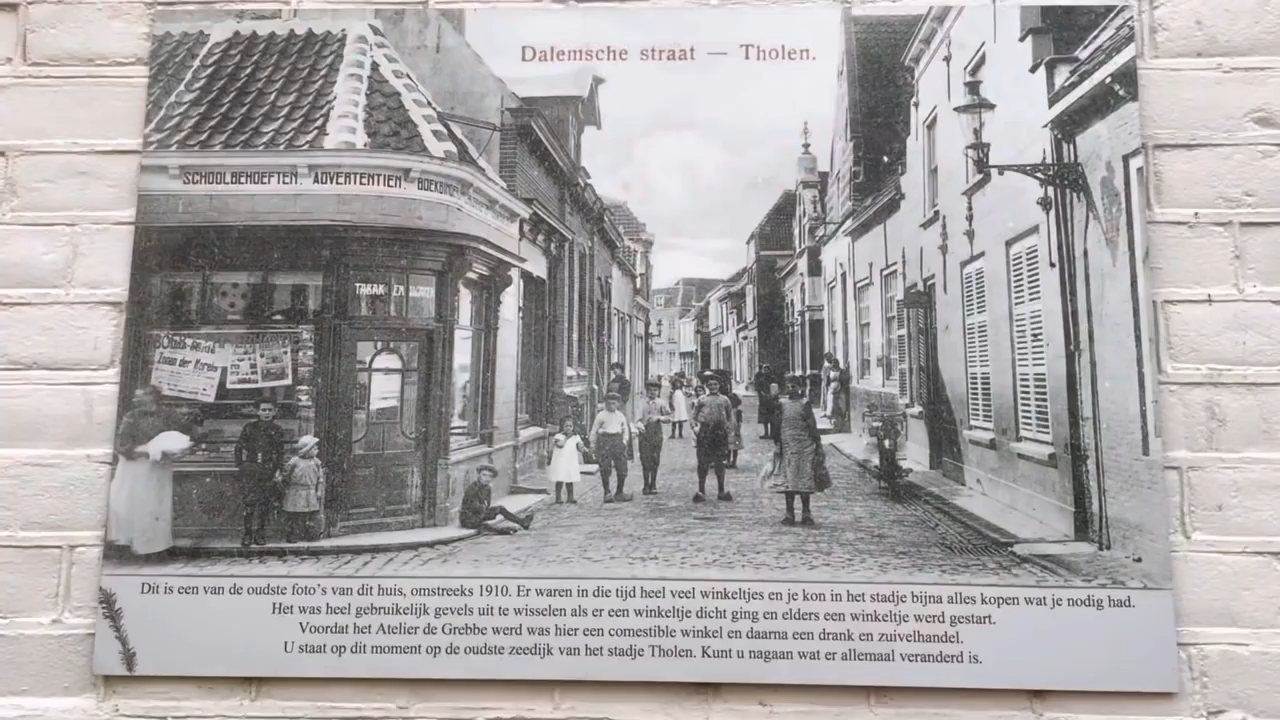 Dalemsche straat — Tholen.
SCHOOLBEHOEFTEN. ADVERTENTIEN.
TABAK EN
Zonen der Korels
Dit is een van de oudste foto's van dit huis, omstreeks 1910. Er waren in die tijd heel veel winkeltjes en je kon in het stadje bijna alles kopen wat je nodig had.
Het was heel gebruikelijk gevels uit te wisselen als er een winkeltje dicht ging en elders een winkeltje werd gestart.
Voordat het Atelier de Grebbe werd was hier een comestible winkel en daarna een drank en zuivelhandel.
U staat op dit moment op de oudste zeedijk van het stadje Tholen. Kunt u nagaan wat er allemaal veranderd is.